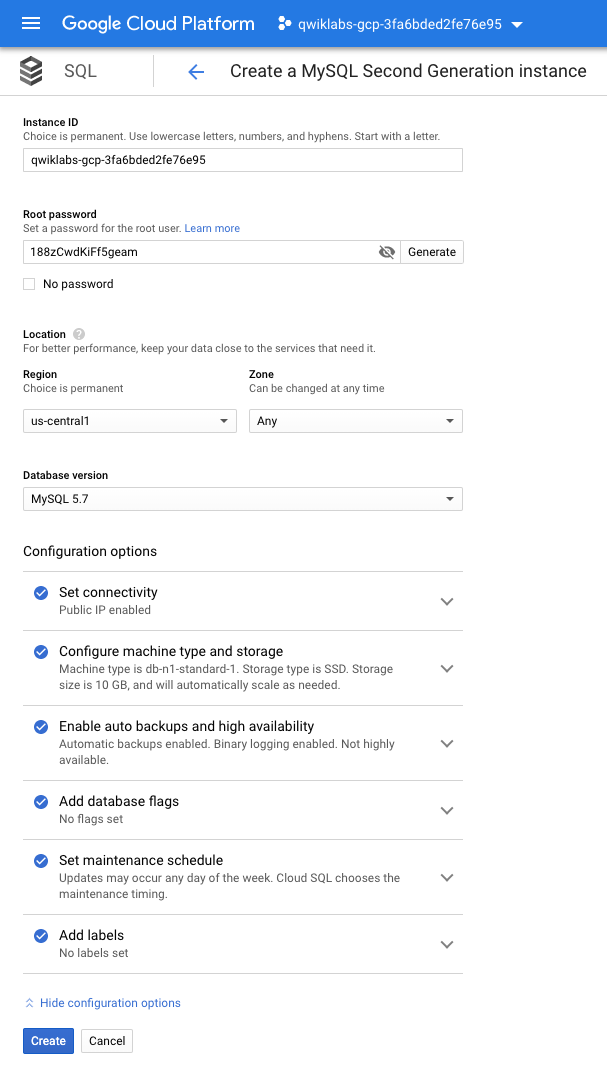 Google Cloud Platform
qwiklabs-gcp-3fa6bded2fe76e95
SQL
Create a MySQL Second Generation instance
Instance ID
Choice is permanent. Use lowercase letters, numbers, and hyphens. Start with a letter.
qwiklabs-gcp-3fa6bded2fe76e95
Root password
Set a password for the root user. Learn more
188zCwdKiFf5geam
Generate
No password
Location ?
For better performance, keep your data close to the services that need it.
Region
Choice is permanent
Zone
Can be changed at any time
us-central1
Any
Database version
MySQL 5.7
Configuration options
Set connectivity
Public IP enabled
Configure machine type and storage
Machine type is db-n1-standard-1. Storage type is SSD. Storage
size is 10 GB, and will automatically scale as needed.
Enable auto backups and high availability
Automatic backups enabled. Binary logging enabled. Not highly
available.
Add database flags
No flags set
Set maintenance schedule
Updates may occur any day of the week. Cloud SQL chooses the
maintenance timing.
Add labels
No labels set
Hide configuration options
Create
Cancel